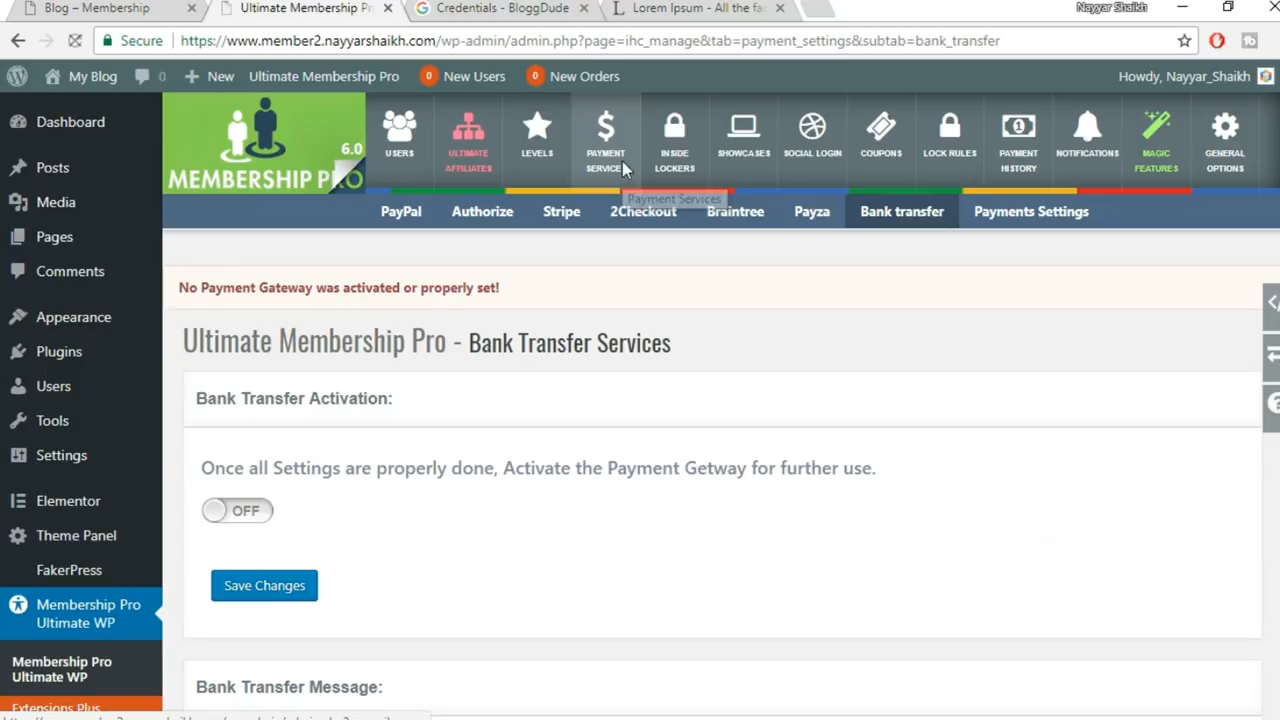 Blog – Membership
Ultimate Membership Pr
Credentials - BloggDude
Lorem Ipsum - All the fa
Nayyar Shaikh
Secure
https://www.member2.nayyarshaikh.com/wp-admin/admin.php?page=ihc_manage&tab=payment_settings&subtab=bank_transfer
My Blog
0
New
Ultimate Membership Pro
0
New Users
0
New Orders
Howdy, Nayyar_Shaikh
Dashboard
Posts
Media
Pages
Comments
Appearance
Plugins
Users
Tools
Settings
Elementor
Theme Panel
FakerPress
Membership Pro
Ultimate WP
Membership Pro
Ultimate WP
Extensions Plus
6.0
MEMBERSHIP PRO
USERS
ULTIMATE
AFFILIATES
LEVELS
PAYMENT
SERVICES
INSIDE
LOCKERS
SHOWCASES
SOCIAL LOGIN
COUPONS
LOCK RULES
PAYMENT
HISTORY
NOTIFICATIONS
MAGIC
FEATURES
GENERAL
OPTIONS
Payment Services
PayPal
Authorize
Stripe
2Checkout
Braintree
Payza
Bank transfer
Payments Settings
No Payment Gateway was activated or properly set!
Ultimate Membership Pro - Bank Transfer Services
Bank Transfer Activation:
Once all Settings are properly done, Activate the Payment Getway for further use.
OFF
Save Changes
Bank Transfer Message: